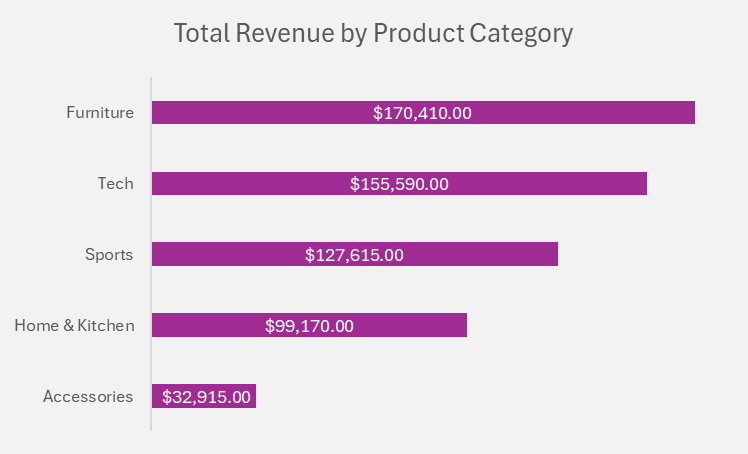 Total Revenue by Product Category
Furniture $170,410.00
Tech $155,590.00
Sports $127,615.00
Home & Kitchen $99,170.00
Accessories $32,915.00